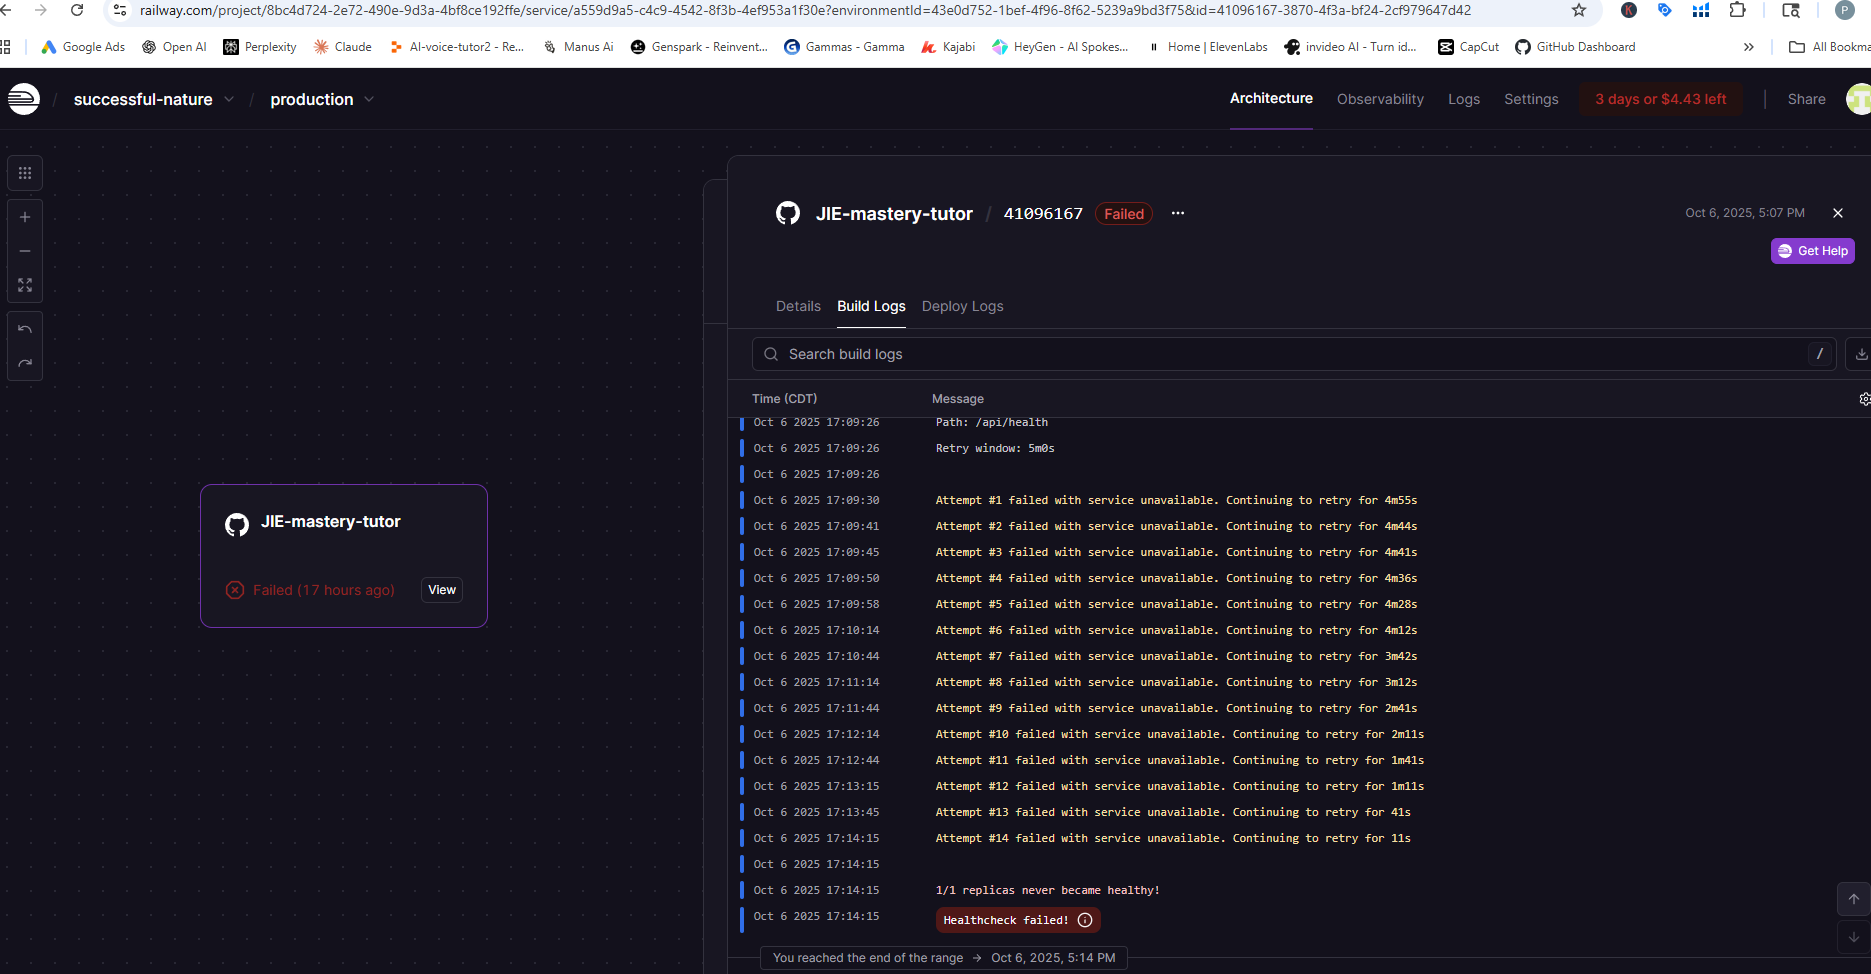 railway.com/project/8bc4d724-2e72-490e-9d3a-4bf8ce192ffe/service/a559d9a5-c4c9-4542-8f3b-4ef953a1f30e?environmentId=43e0d752-1bef-4f96-8f62-5239a9bd3f75&id=41096167-3870-4f3a-bf24-2cf979647d42
K
P
Google Ads Open AI Perplexity Claude AI-voice-tutor2 - Re... Manus Ai Genspark - Reinvent... Gammas - Gamma Kajabi HeyGen - AI Spokes... Home | ElevenLabs invideo AI - Turn id... CapCut GitHub Dashboard » All Bookma
/ successful-nature / production
Architecture Observability Logs Settings 3 days or $4.43 left Share
JIE-mastery-tutor / 41096167 Failed ... Oct 6, 2025, 5:07 PM
Get Help
Details Build Logs Deploy Logs
Search build logs /
Time (CDT) Message
Oct 6 2025 17:09:26 Path: /api/health
Oct 6 2025 17:09:26 Retry window: 5m0s
Oct 6 2025 17:09:26
Oct 6 2025 17:09:30 Attempt #1 failed with service unavailable. Continuing to retry for 4m55s
Oct 6 2025 17:09:41 Attempt #2 failed with service unavailable. Continuing to retry for 4m44s
Oct 6 2025 17:09:45 Attempt #3 failed with service unavailable. Continuing to retry for 4m41s
Oct 6 2025 17:09:50 Attempt #4 failed with service unavailable. Continuing to retry for 4m36s
Oct 6 2025 17:09:58 Attempt #5 failed with service unavailable. Continuing to retry for 4m28s
Oct 6 2025 17:10:14 Attempt #6 failed with service unavailable. Continuing to retry for 4m12s
Oct 6 2025 17:10:44 Attempt #7 failed with service unavailable. Continuing to retry for 3m42s
Oct 6 2025 17:11:14 Attempt #8 failed with service unavailable. Continuing to retry for 3m12s
Oct 6 2025 17:11:44 Attempt #9 failed with service unavailable. Continuing to retry for 2m41s
Oct 6 2025 17:12:14 Attempt #10 failed with service unavailable. Continuing to retry for 2m11s
Oct 6 2025 17:12:44 Attempt #11 failed with service unavailable. Continuing to retry for 1m41s
Oct 6 2025 17:13:15 Attempt #12 failed with service unavailable. Continuing to retry for 1m11s
Oct 6 2025 17:13:45 Attempt #13 failed with service unavailable. Continuing to retry for 41s
Oct 6 2025 17:14:15 Attempt #14 failed with service unavailable. Continuing to retry for 11s
Oct 6 2025 17:14:15
Oct 6 2025 17:14:15 1/1 replicas never became healthy!
Oct 6 2025 17:14:15 Healthcheck failed!
You reached the end of the range → Oct 6, 2025, 5:14 PM
JIE-mastery-tutor
Failed (17 hours ago) View